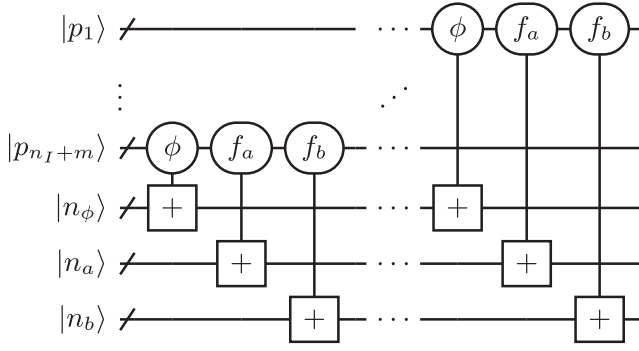 |p₁⟩ ⋯ ϕ f_a f_b
⋮ ⋰
|p_{n_I+m}⟩ ϕ f_a f_b ⋯
|n_ϕ⟩ + ⋯ +
|n_a⟩ + ⋯ +
|n_b⟩ + ⋯ +